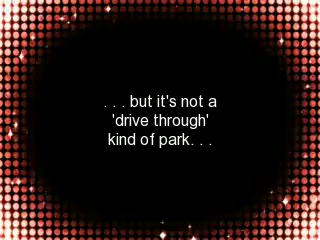 . . . but it's not a
'drive through'
kind of park. . .